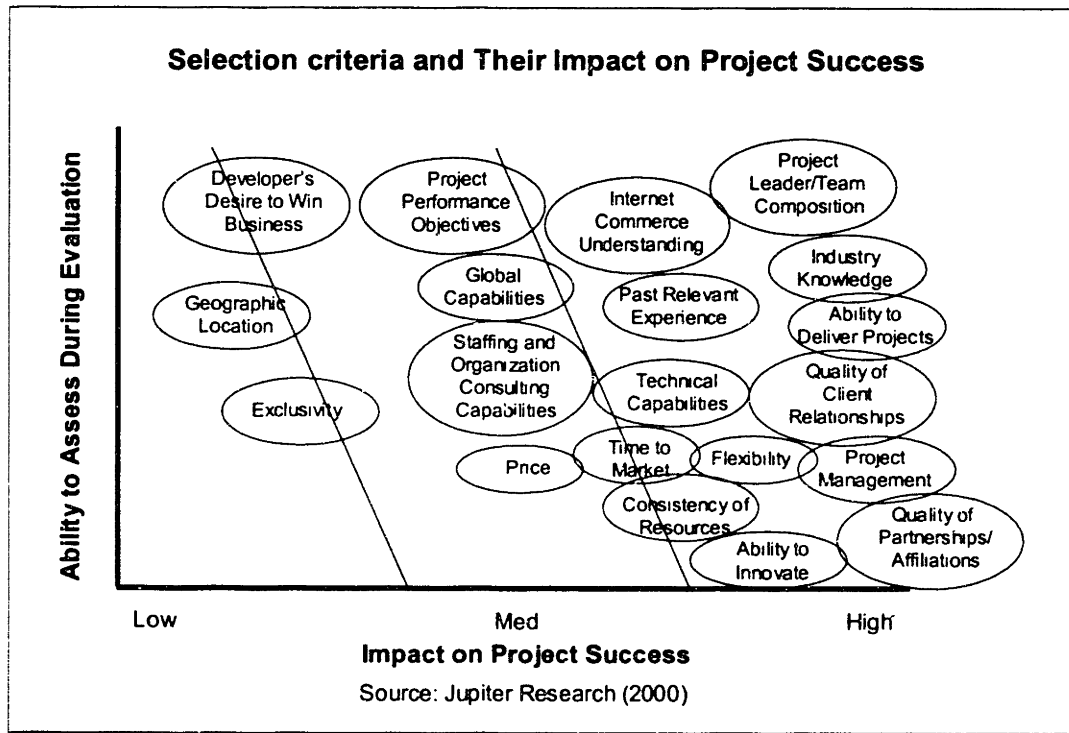 Selection criteria and Their Impact on Project Success
Ability to Assess During Evaluation
Developer's
Desire to Win
Business
Project
Performance
Objectives
Internet
Commerce
Understanding
Project
Leader/Team
Composition
Global
Capabilities
Industry
Knowledge
Geographic
Location
Past Relevant
Experience
Ability to
Deliver Projects
Staffing and
Organization
Consulting
Capabilities
Technical
Capabilities
Quality of
Client
Relationships
Exclusivity
Price
Time to
Market
Flexibility
Project
Management
Consistency of
Resources
Quality of
Partnerships/
Affiliations
Ability to
Innovate
Low
Med
High
Impact on Project Success
Source: Jupiter Research (2000)